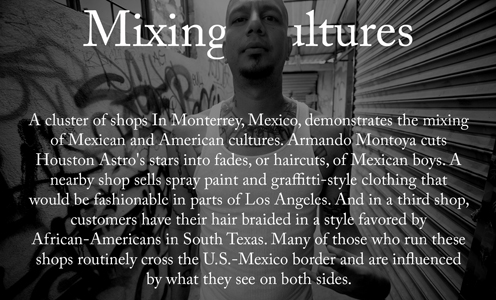 Mixing Cultures
A cluster of shops In Monterrey, Mexico, demonstrates the mixing
of Mexican and American cultures. Armando Montoya cuts
Houston Astro's stars into fades, or haircuts, of Mexican boys. A
nearby shop sells spray paint and graffitti-style clothing that
would be fashionable in parts of Los Angeles. And in a third shop,
customers have their hair braided in a style favored by
African-Americans in South Texas. Many of those who run these
shops routinely cross the U.S.-Mexico border and are influenced
by what they see on both sides.